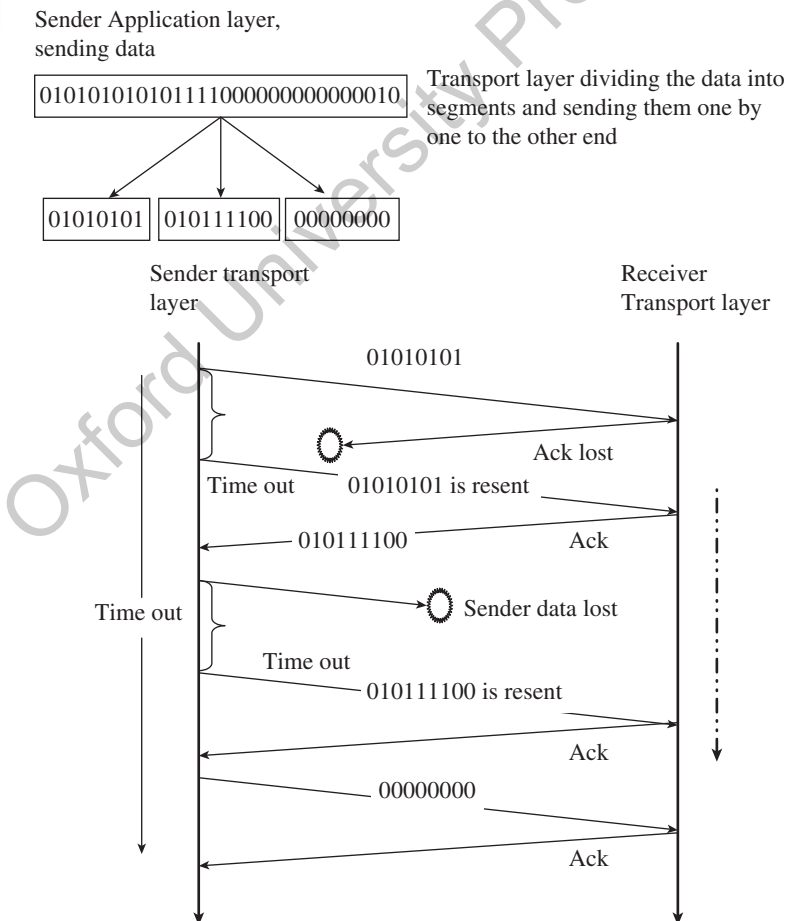 Sender Application layer,
sending data
01010101010111100000000000000010
Transport layer dividing the data into
segments and sending them one by
one to the other end
01010101
010111100
00000000
Sender transport
layer
Receiver
Transport layer
01010101
Ack lost
Time out
01010101 is resent
010111100
Ack
Time out
Sender data lost
Time out
010111100 is resent
Ack
00000000
Ack
Oxford University Pre